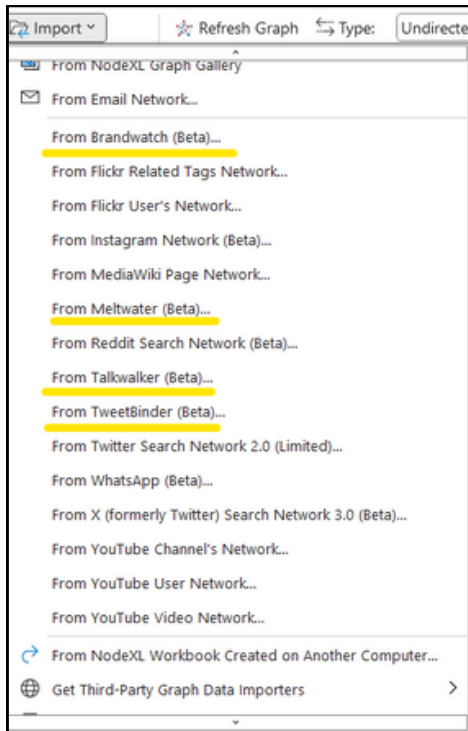 Import
Refresh Graph
Type:
Undirecte
From NodeXL Graph Gallery
From Email Network...
From Brandwatch (Beta)...
From Flickr Related Tags Network...
From Flickr User's Network...
From Instagram Network (Beta)...
From MediaWiki Page Network...
From Meltwater (Beta)...
From Reddit Search Network (Beta)...
From Talkwalker (Beta)...
From TweetBinder (Beta)...
From Twitter Search Network 2.0 (Limited)...
From WhatsApp (Beta)...
From X (formerly Twitter) Search Network 3.0 (Beta)...
From YouTube Channel's Network...
From YouTube User Network...
From YouTube Video Network...
From NodeXL Workbook Created on Another Computer...
Get Third-Party Graph Data Importers